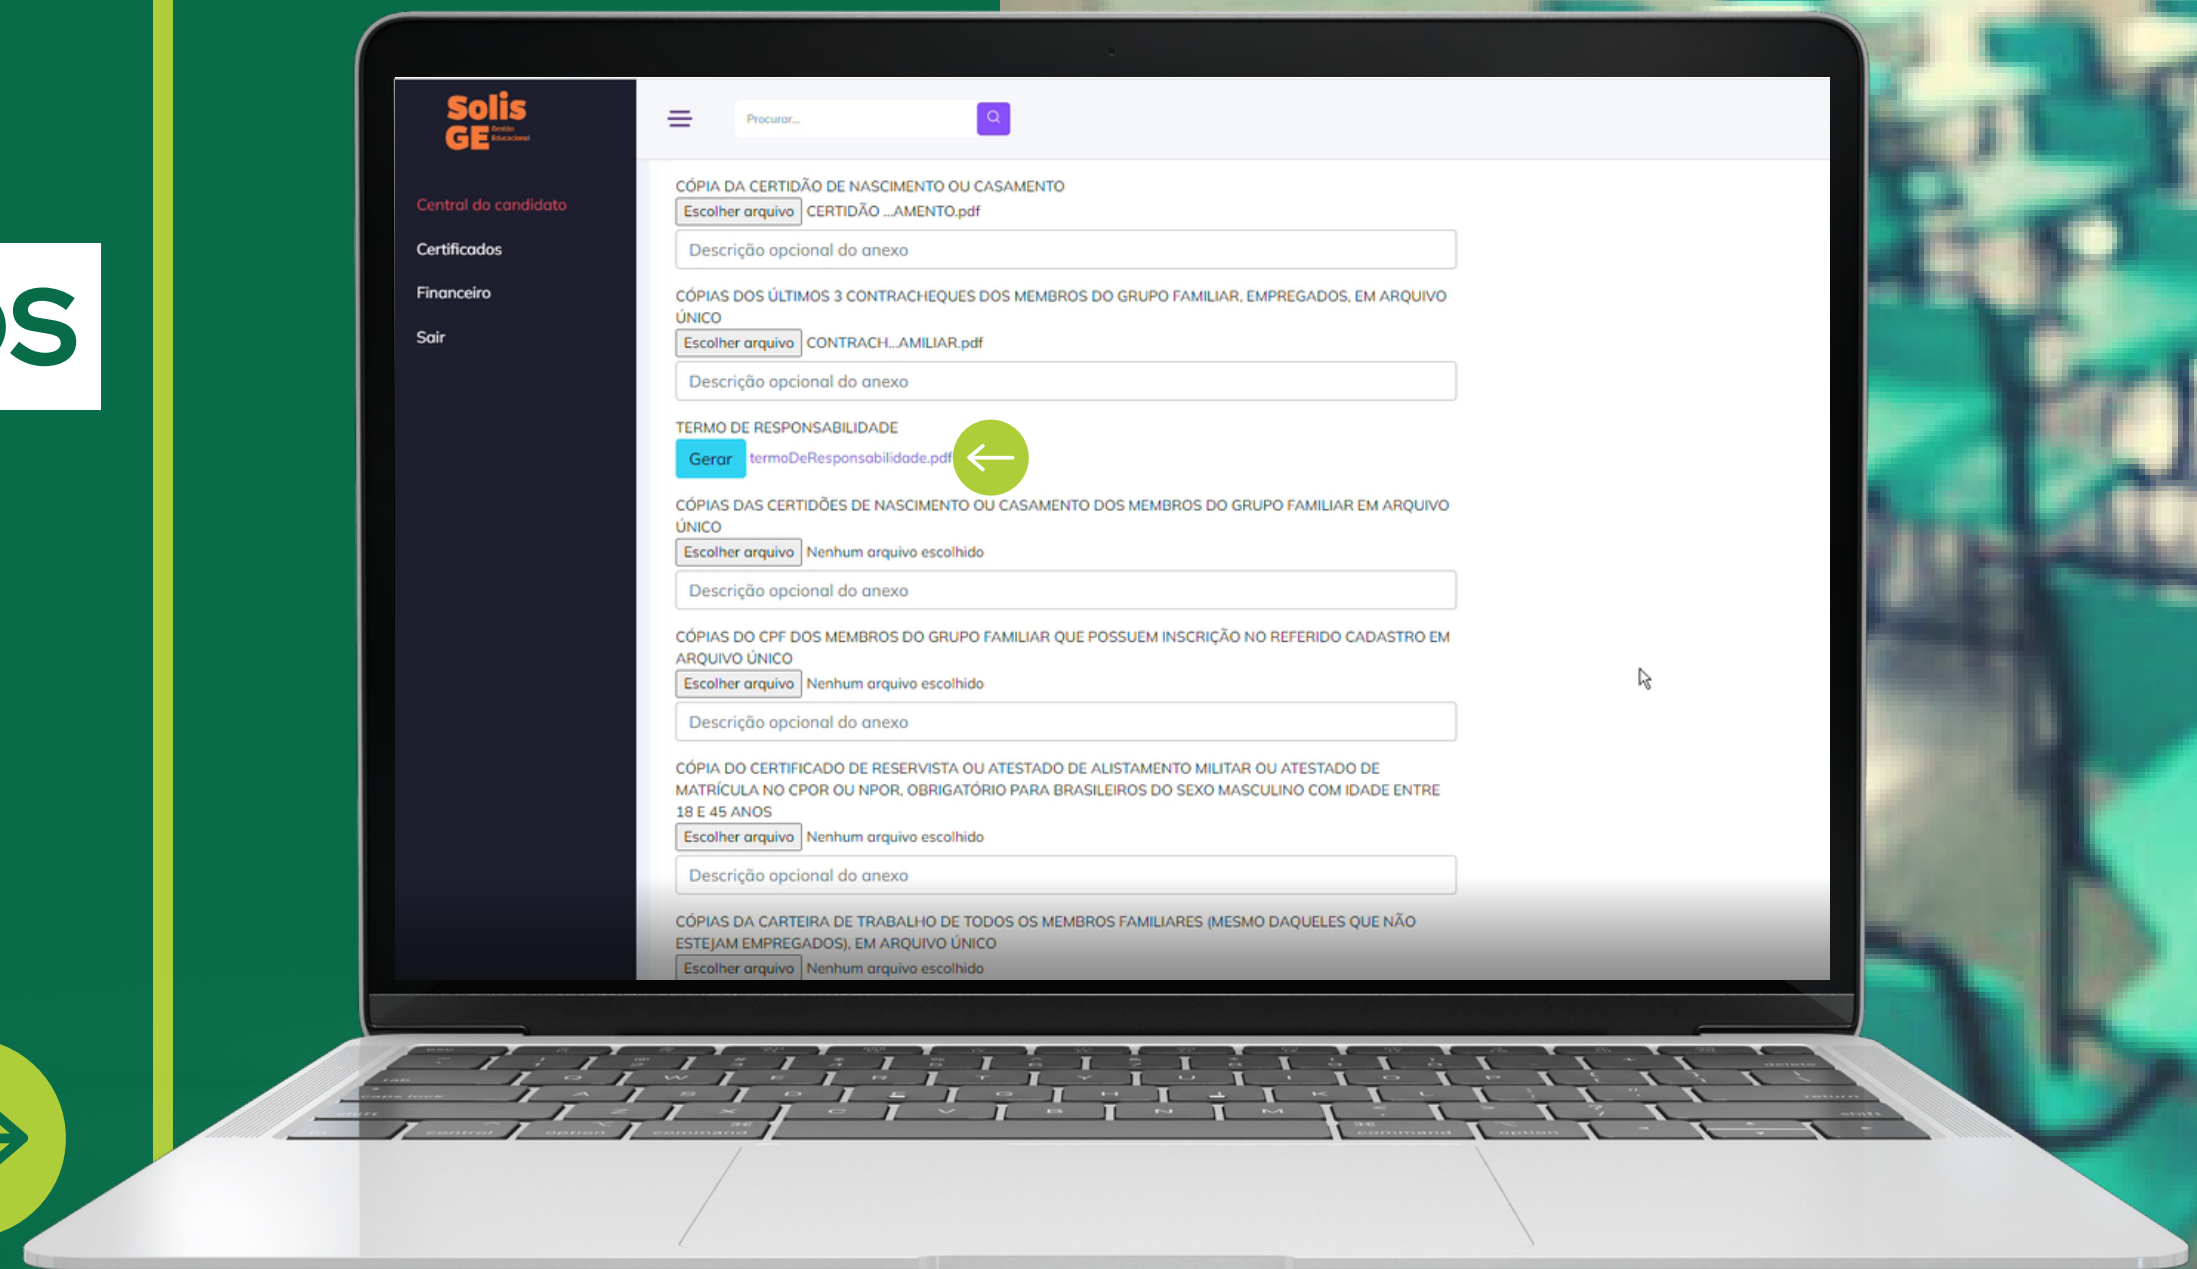 OS
Solis
GE Gestão
Educacional
Procurar...
Central do candidato
Certificados
Financeiro
Sair
CÓPIA DA CERTIDÃO DE NASCIMENTO OU CASAMENTO
Escolher arquivo CERTIDÃO ...AMENTO.pdf
Descrição opcional do anexo
CÓPIAS DOS ÚLTIMOS 3 CONTRACHEQUES DOS MEMBROS DO GRUPO FAMILIAR, EMPREGADOS, EM ARQUIVO
ÚNICO
Escolher arquivo CONTRACH...AMILIAR.pdf
Descrição opcional do anexo
TERMO DE RESPONSABILIDADE
Gerar termoDeResponsabilidade.pdf
CÓPIAS DAS CERTIDÕES DE NASCIMENTO OU CASAMENTO DOS MEMBROS DO GRUPO FAMILIAR EM ARQUIVO
ÚNICO
Escolher arquivo Nenhum arquivo escolhido
Descrição opcional do anexo
CÓPIAS DO CPF DOS MEMBROS DO GRUPO FAMILIAR QUE POSSUEM INSCRIÇÃO NO REFERIDO CADASTRO EM
ARQUIVO ÚNICO
Escolher arquivo Nenhum arquivo escolhido
Descrição opcional do anexo
CÓPIA DO CERTIFICADO DE RESERVISTA OU ATESTADO DE ALISTAMENTO MILITAR OU ATESTADO DE
MATRÍCULA NO CPOR OU NPOR, OBRIGATÓRIO PARA BRASILEIROS DO SEXO MASCULINO COM IDADE ENTRE
18 E 45 ANOS
Escolher arquivo Nenhum arquivo escolhido
Descrição opcional do anexo
CÓPIAS DA CARTEIRA DE TRABALHO DE TODOS OS MEMBROS FAMILIARES (MESMO DAQUELES QUE NÃO
ESTEJAM EMPREGADOS), EM ARQUIVO ÚNICO
Escolher arquivo Nenhum arquivo escolhido